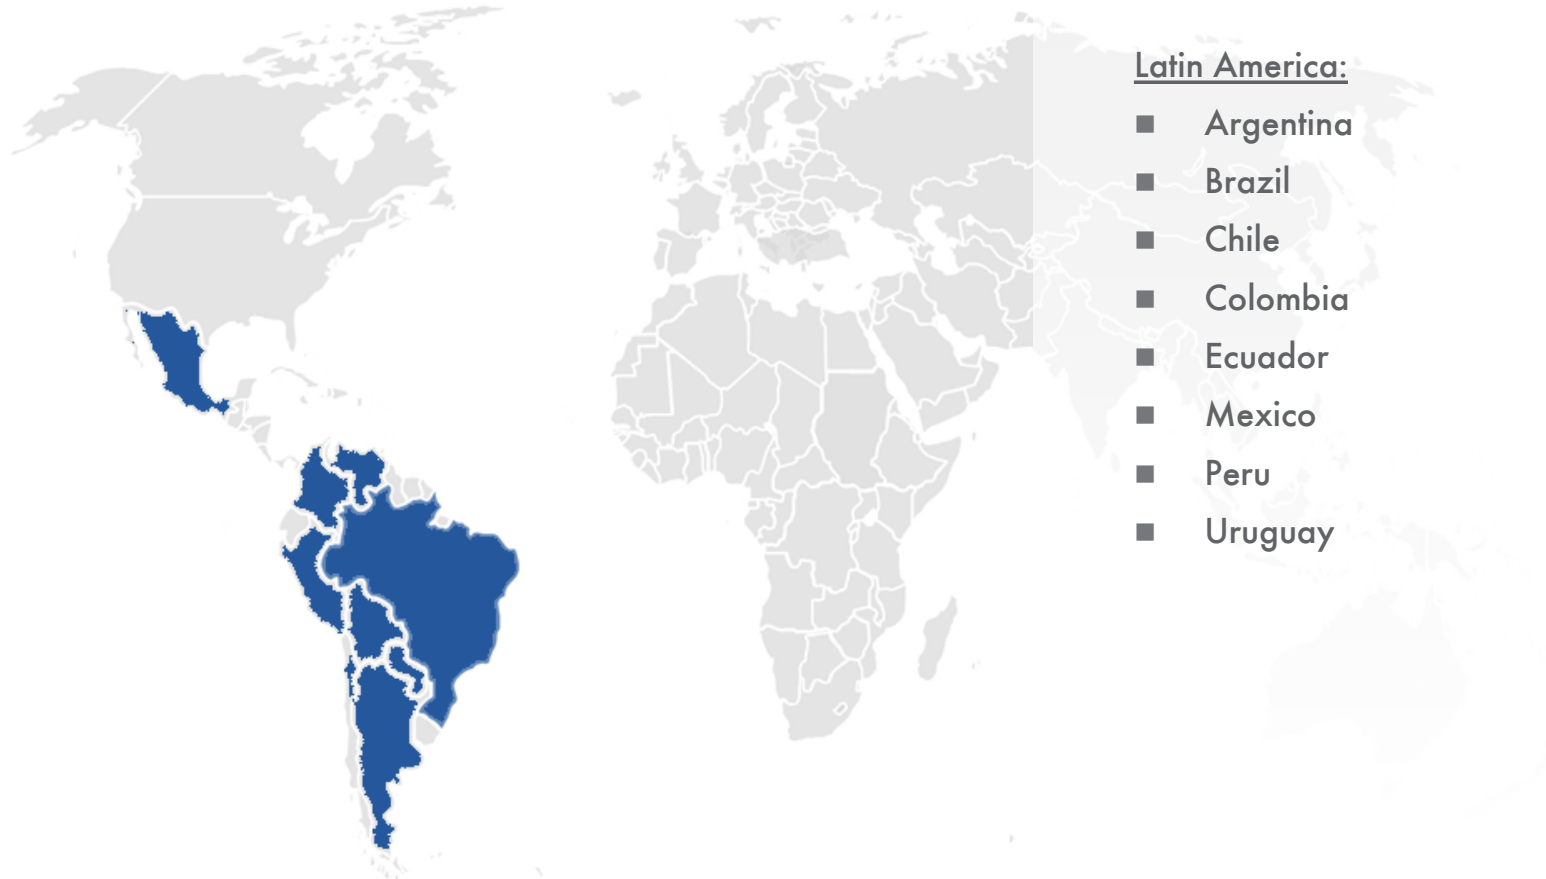 Latin America:
■ Argentina
■ Brazil
■ Chile
■ Colombia
■ Ecuador
■ Mexico
■ Peru
■ Uruguay